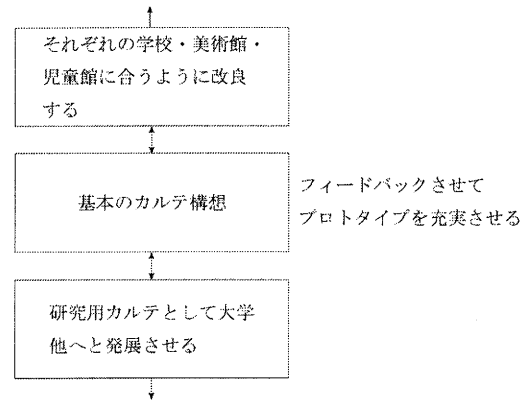 それぞれの学校・美術館・
児童館に合うように改良
する
基本のカルテ構想
フィードバックさせて
プロトタイプを充実させる
研究用カルテとして大学
他へと発展させる